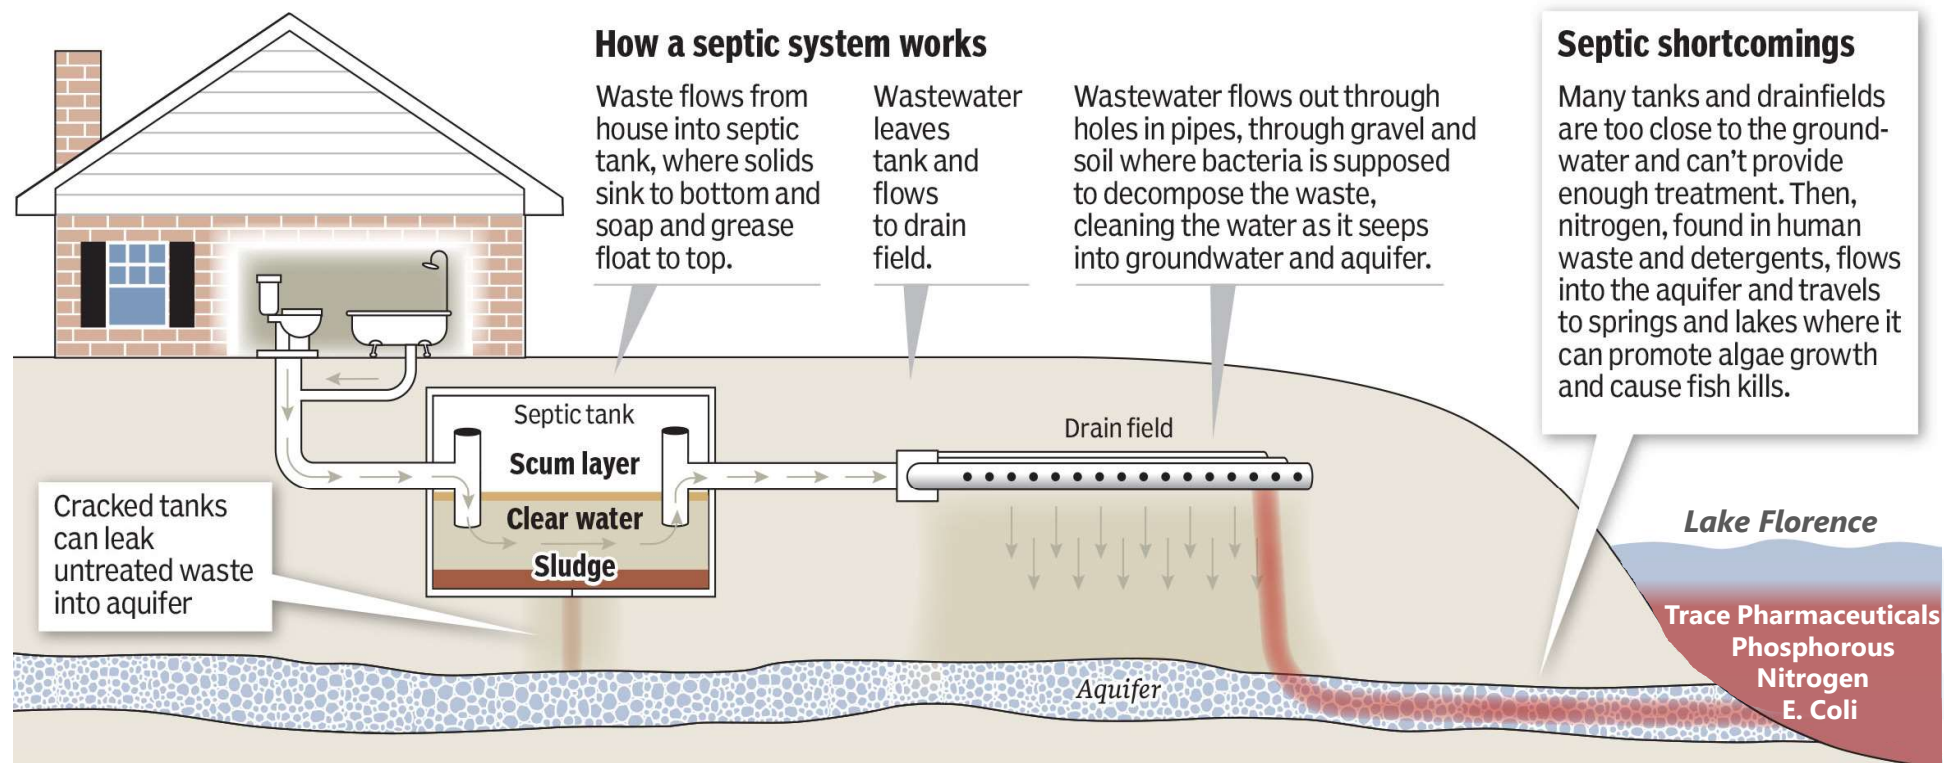 How a septic system works
Waste flows from
house into septic
tank, where solids
sink to bottom and
soap and grease
float to top.
Wastewater
leaves
tank and
flows
to drain
field.
Wastewater flows out through
holes in pipes, through gravel and
soil where bacteria is supposed
to decompose the waste,
cleaning the water as it seeps
into groundwater and aquifer.
Septic shortcomings
Many tanks and drainfields
are too close to the ground-
water and can't provide
enough treatment. Then,
nitrogen, found in human
waste and detergents, flows
into the aquifer and travels
to springs and lakes where it
can promote algae growth
and cause fish kills.
Septic tank
Scum layer
Clear water
Sludge
Drain field
Cracked tanks
can leak
untreated waste
into aquifer
Aquifer
Lake Florence
Trace Pharmaceuticals
Phosphorous
Nitrogen
E. Coli